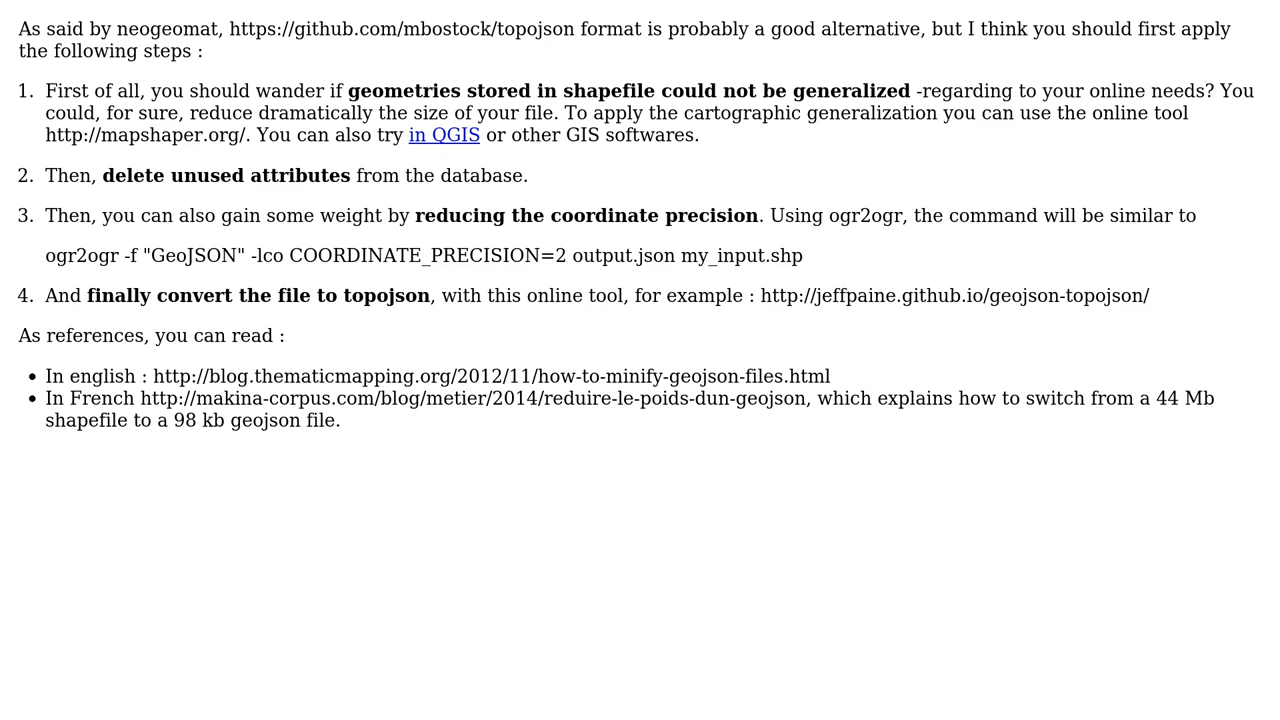 As said by neogeomat, https://github.com/mbostock/topojson format is probably a good alternative, but I think you should first apply
the following steps :
1. First of all, you should wander if geometries stored in shapefile could not be generalized -regarding to your online needs? You
could, for sure, reduce dramatically the size of your file. To apply the cartographic generalization you can use the online tool
http://mapshaper.org/. You can also try in QGIS or other GIS softwares.
2. Then, delete unused attributes from the database.
3. Then, you can also gain some weight by reducing the coordinate precision. Using ogr2ogr, the command will be similar to
ogr2ogr -f "GeoJSON" -lco COORDINATE_PRECISION=2 output.json my_input.shp
4. And finally convert the file to topojson, with this online tool, for example : http://jeffpaine.github.io/geojson-topojson/
As references, you can read :
• In english : http://blog.thematicmapping.org/2012/11/how-to-minify-geojson-files.html
• In French http://makina-corpus.com/blog/metier/2014/reduire-le-poids-dun-geojson, which explains how to switch from a 44 Mb
shapefile to a 98 kb geojson file.